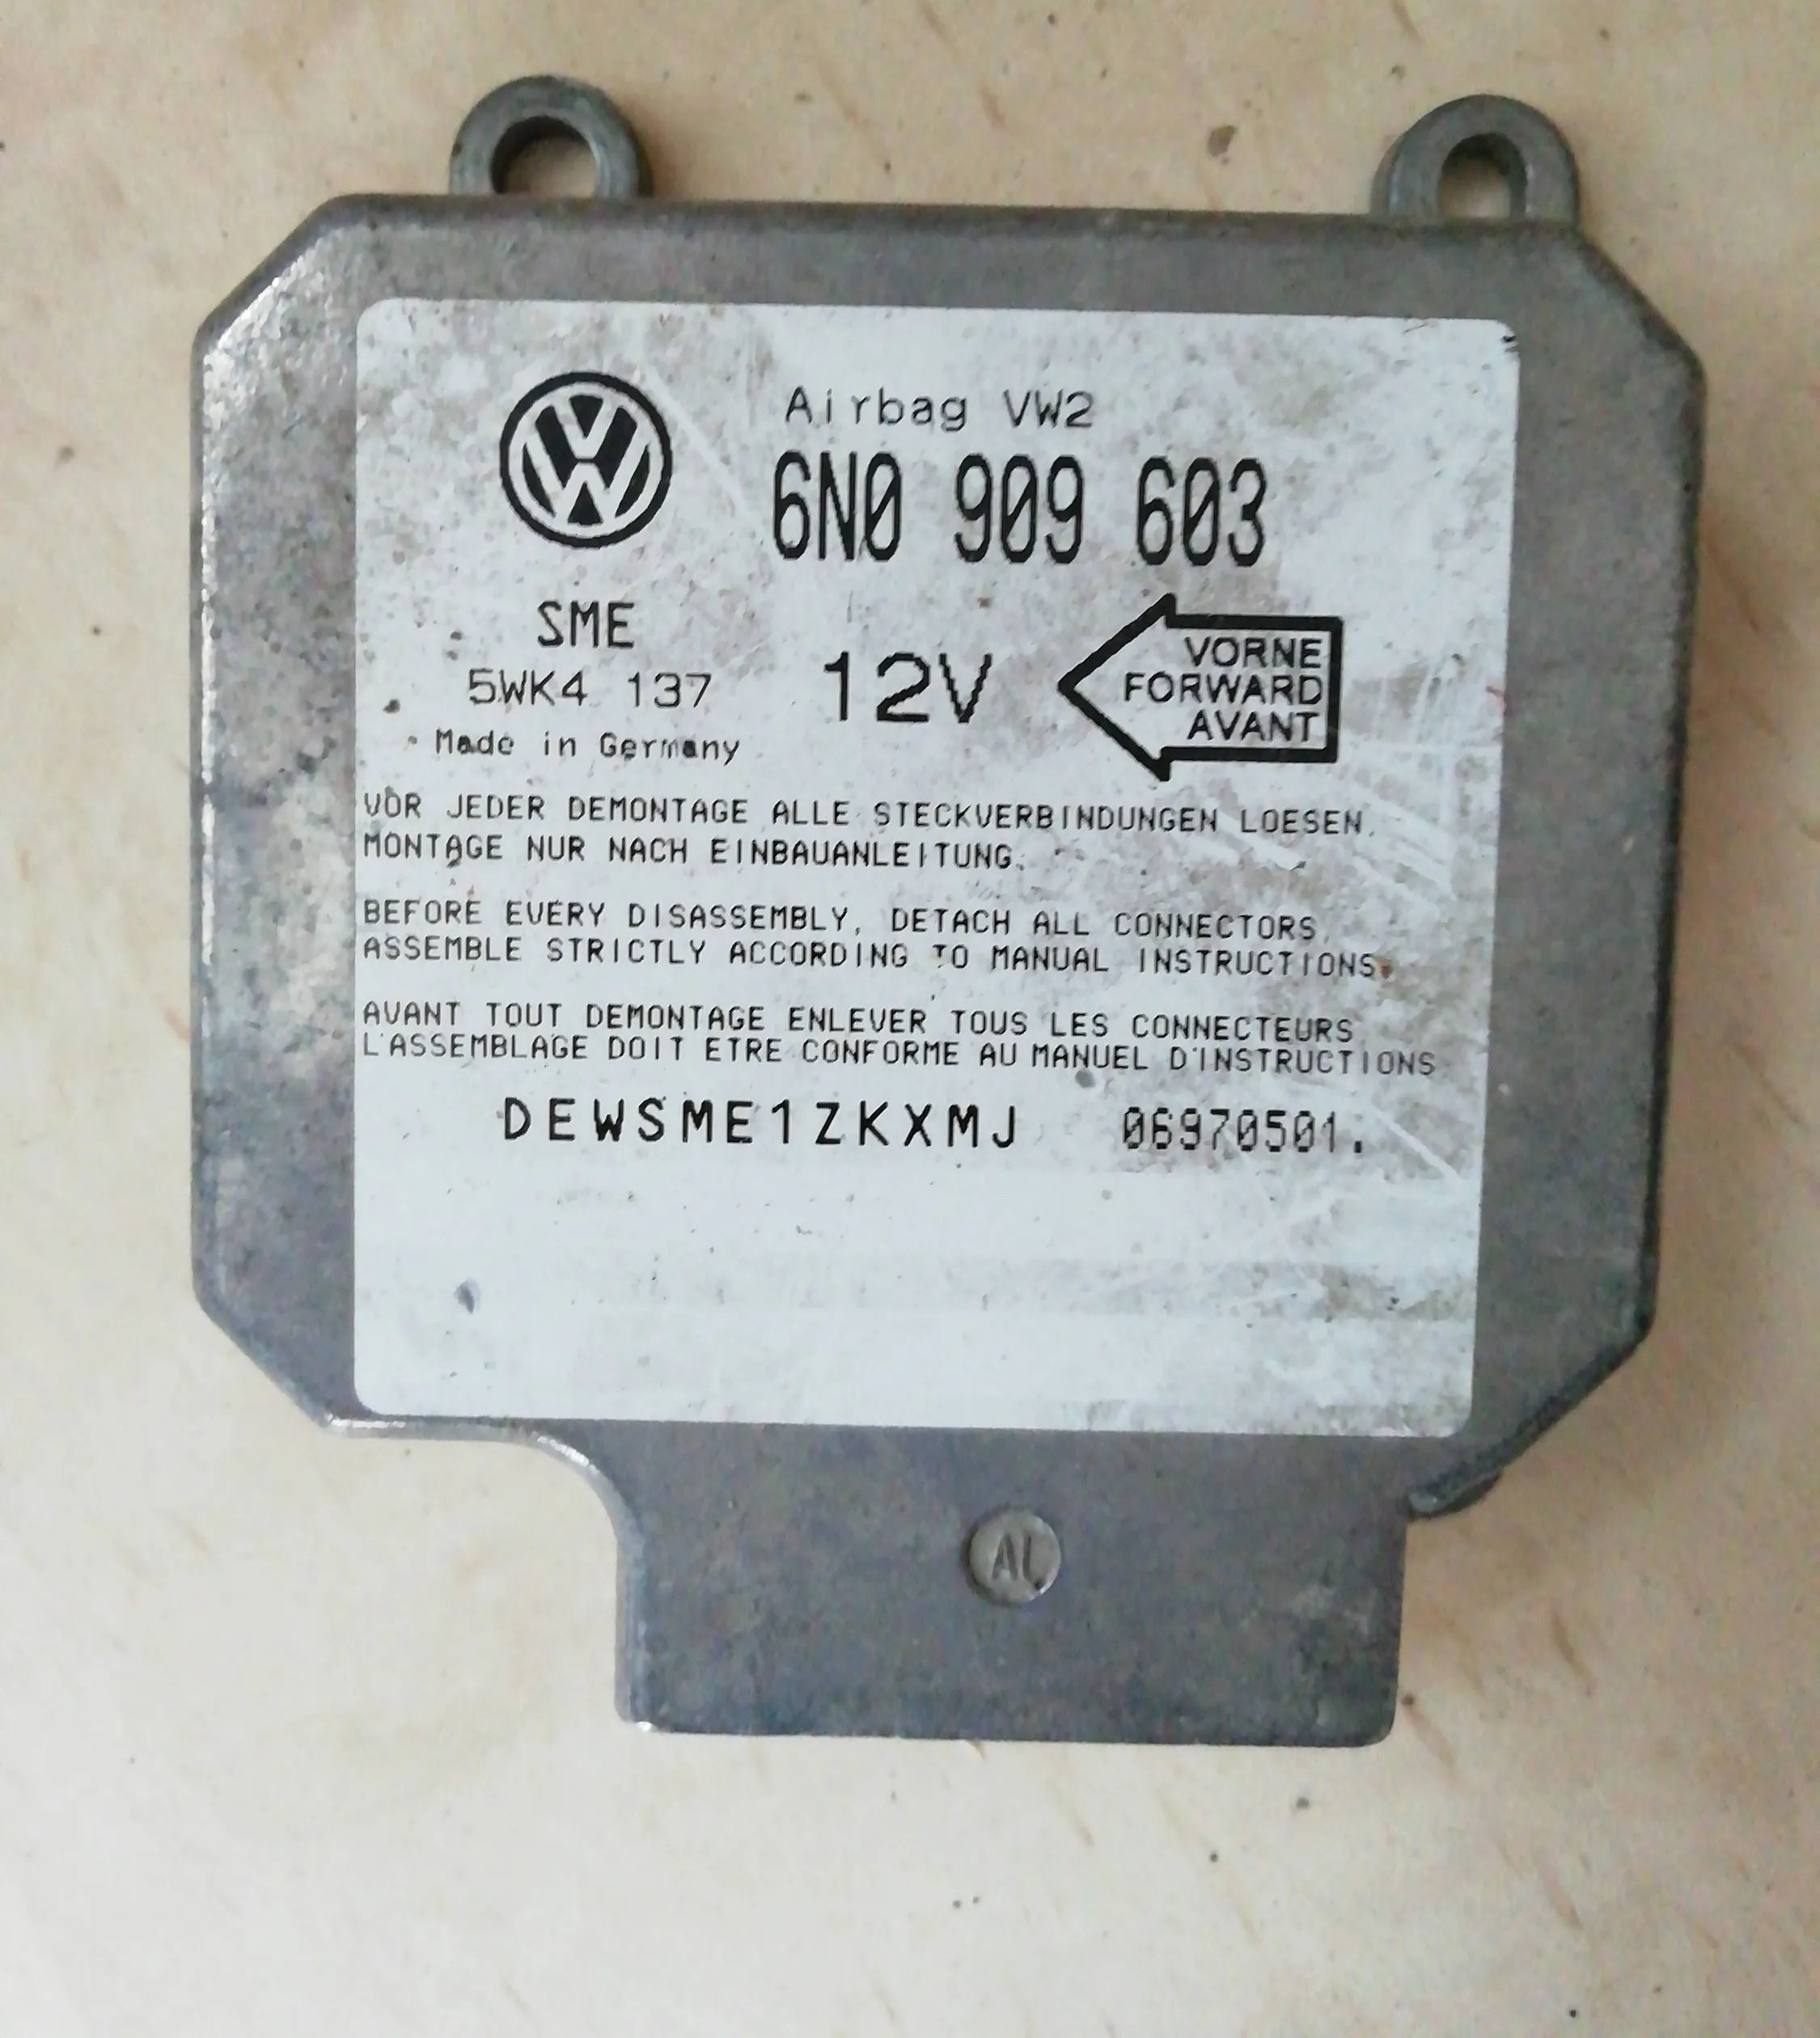 Airbag VW2
6N0 909 603
SME
5WK4 137
Made in Germany
12V
VORNE
FORWARD
AVANT
VOR JEDER DEMONTAGE ALLE STECKVERBINDUNGEN LOESEN.
MONTAGE NUR NACH EINBAUANLEITUNG.
BEFORE EVERY DISASSEMBLY, DETACH ALL CONNECTORS.
ASSEMBLE STRICTLY ACCORDING TO MANUAL INSTRUCTIONS.
AVANT TOUT DEMONTAGE ENLEVER TOUS LES CONNECTEURS.
L'ASSEMBLAGE DOIT ETRE CONFORME AU MANUEL D'INSTRUCTIONS
DEWSME1ZKXMJ 06970501.
AL